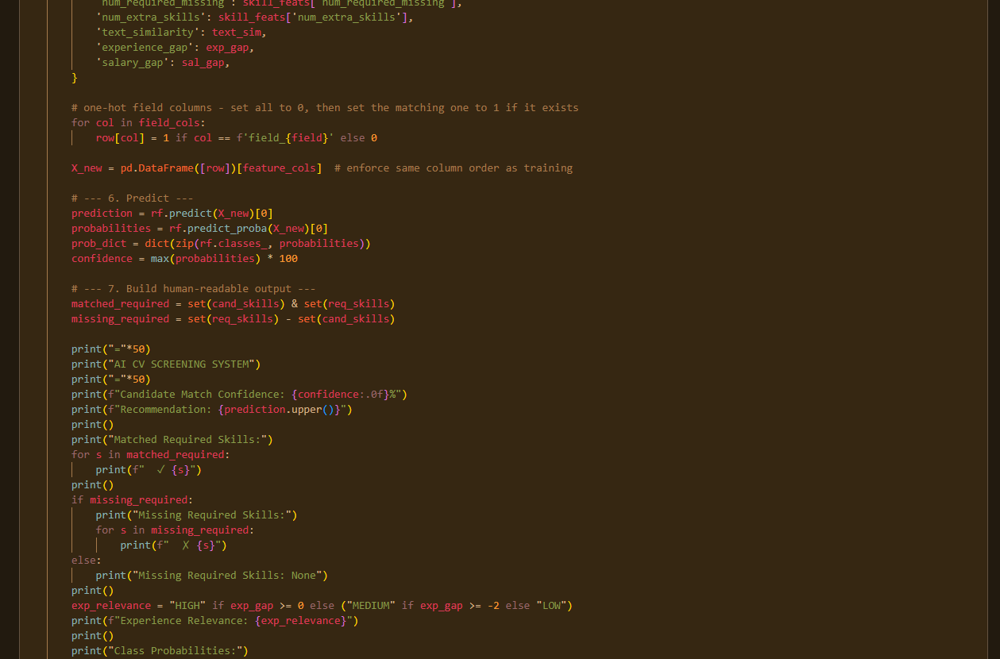 'num_required_missing': skill_feats['num_required_missing'],
'num_extra_skills': skill_feats['num_extra_skills'],
'text_similarity': text_sim,
'experience_gap': exp_gap,
'salary_gap': sal_gap,
}
# one-hot field columns - set all to 0, then set the matching one to 1 if it exists
for col in field_cols:
row[col] = 1 if col == f'field_{field}' else 0
X_new = pd.DataFrame([row])[feature_cols]  # enforce same column order as training
# --- 6. Predict ---
prediction = rf.predict(X_new)[0]
probabilities = rf.predict_proba(X_new)[0]
prob_dict = dict(zip(rf.classes_, probabilities))
confidence = max(probabilities) * 100
# --- 7. Build human-readable output ---
matched_required = set(cand_skills) & set(req_skills)
missing_required = set(req_skills) - set(cand_skills)
print("="*50)
print("AI CV SCREENING SYSTEM")
print("="*50)
print(f"Candidate Match Confidence: {confidence:.0f}%")
print(f"Recommendation: {prediction.upper()}")
print()
print("Matched Required Skills:")
for s in matched_required:
print(f"  ✓ {s}")
print()
if missing_required:
print("Missing Required Skills:")
for s in missing_required:
print(f"  ✗ {s}")
else:
print("Missing Required Skills: None")
print()
exp_relevance = "HIGH" if exp_gap >= 0 else ("MEDIUM" if exp_gap >= -2 else "LOW")
print(f"Experience Relevance: {exp_relevance}")
print()
print("Class Probabilities:")